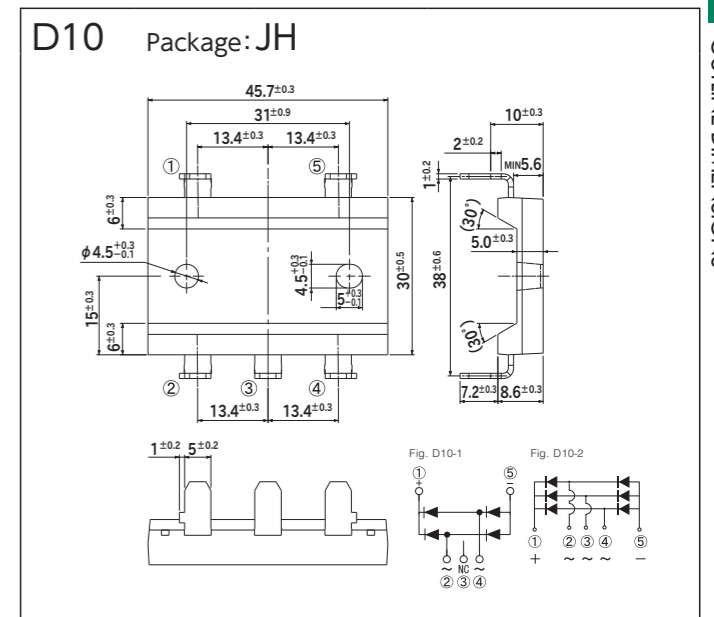 D10 Package: JH
45.7±0.3
31±0.9
13.4±0.3 13.4±0.3
① ⑤
6±0.3
φ4.5+0.3−0.1
4.5+0.3−0.1
5+0.3−0.1
15±0.3
6±0.3
30±0.5
② ③ ④
13.4±0.3 13.4±0.3
10±0.3
2±0.2
MIN5.6
1±0.2
(30°)
5.0±0.3
38±0.6
(30°)
7.2±0.3 8.6±0.3
1±0.2 5±0.2
Fig. D10-1
① ⑤
+ −
~ NC ~
② ③ ④
Fig. D10-2
① ② ③ ④ ⑤
+ ~ ~ ~ −